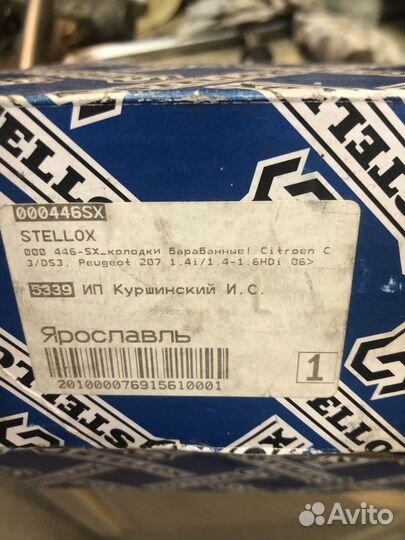 000446SX
STELLOX
000 446-SX_колодки барабанные! Citroen C
3/DS3, Peugeot 207 1.4i/1.4-1.6HDi 06>
5339 ИП Куршинский И.С.
Ярославль
201000076915610001
1
Avito